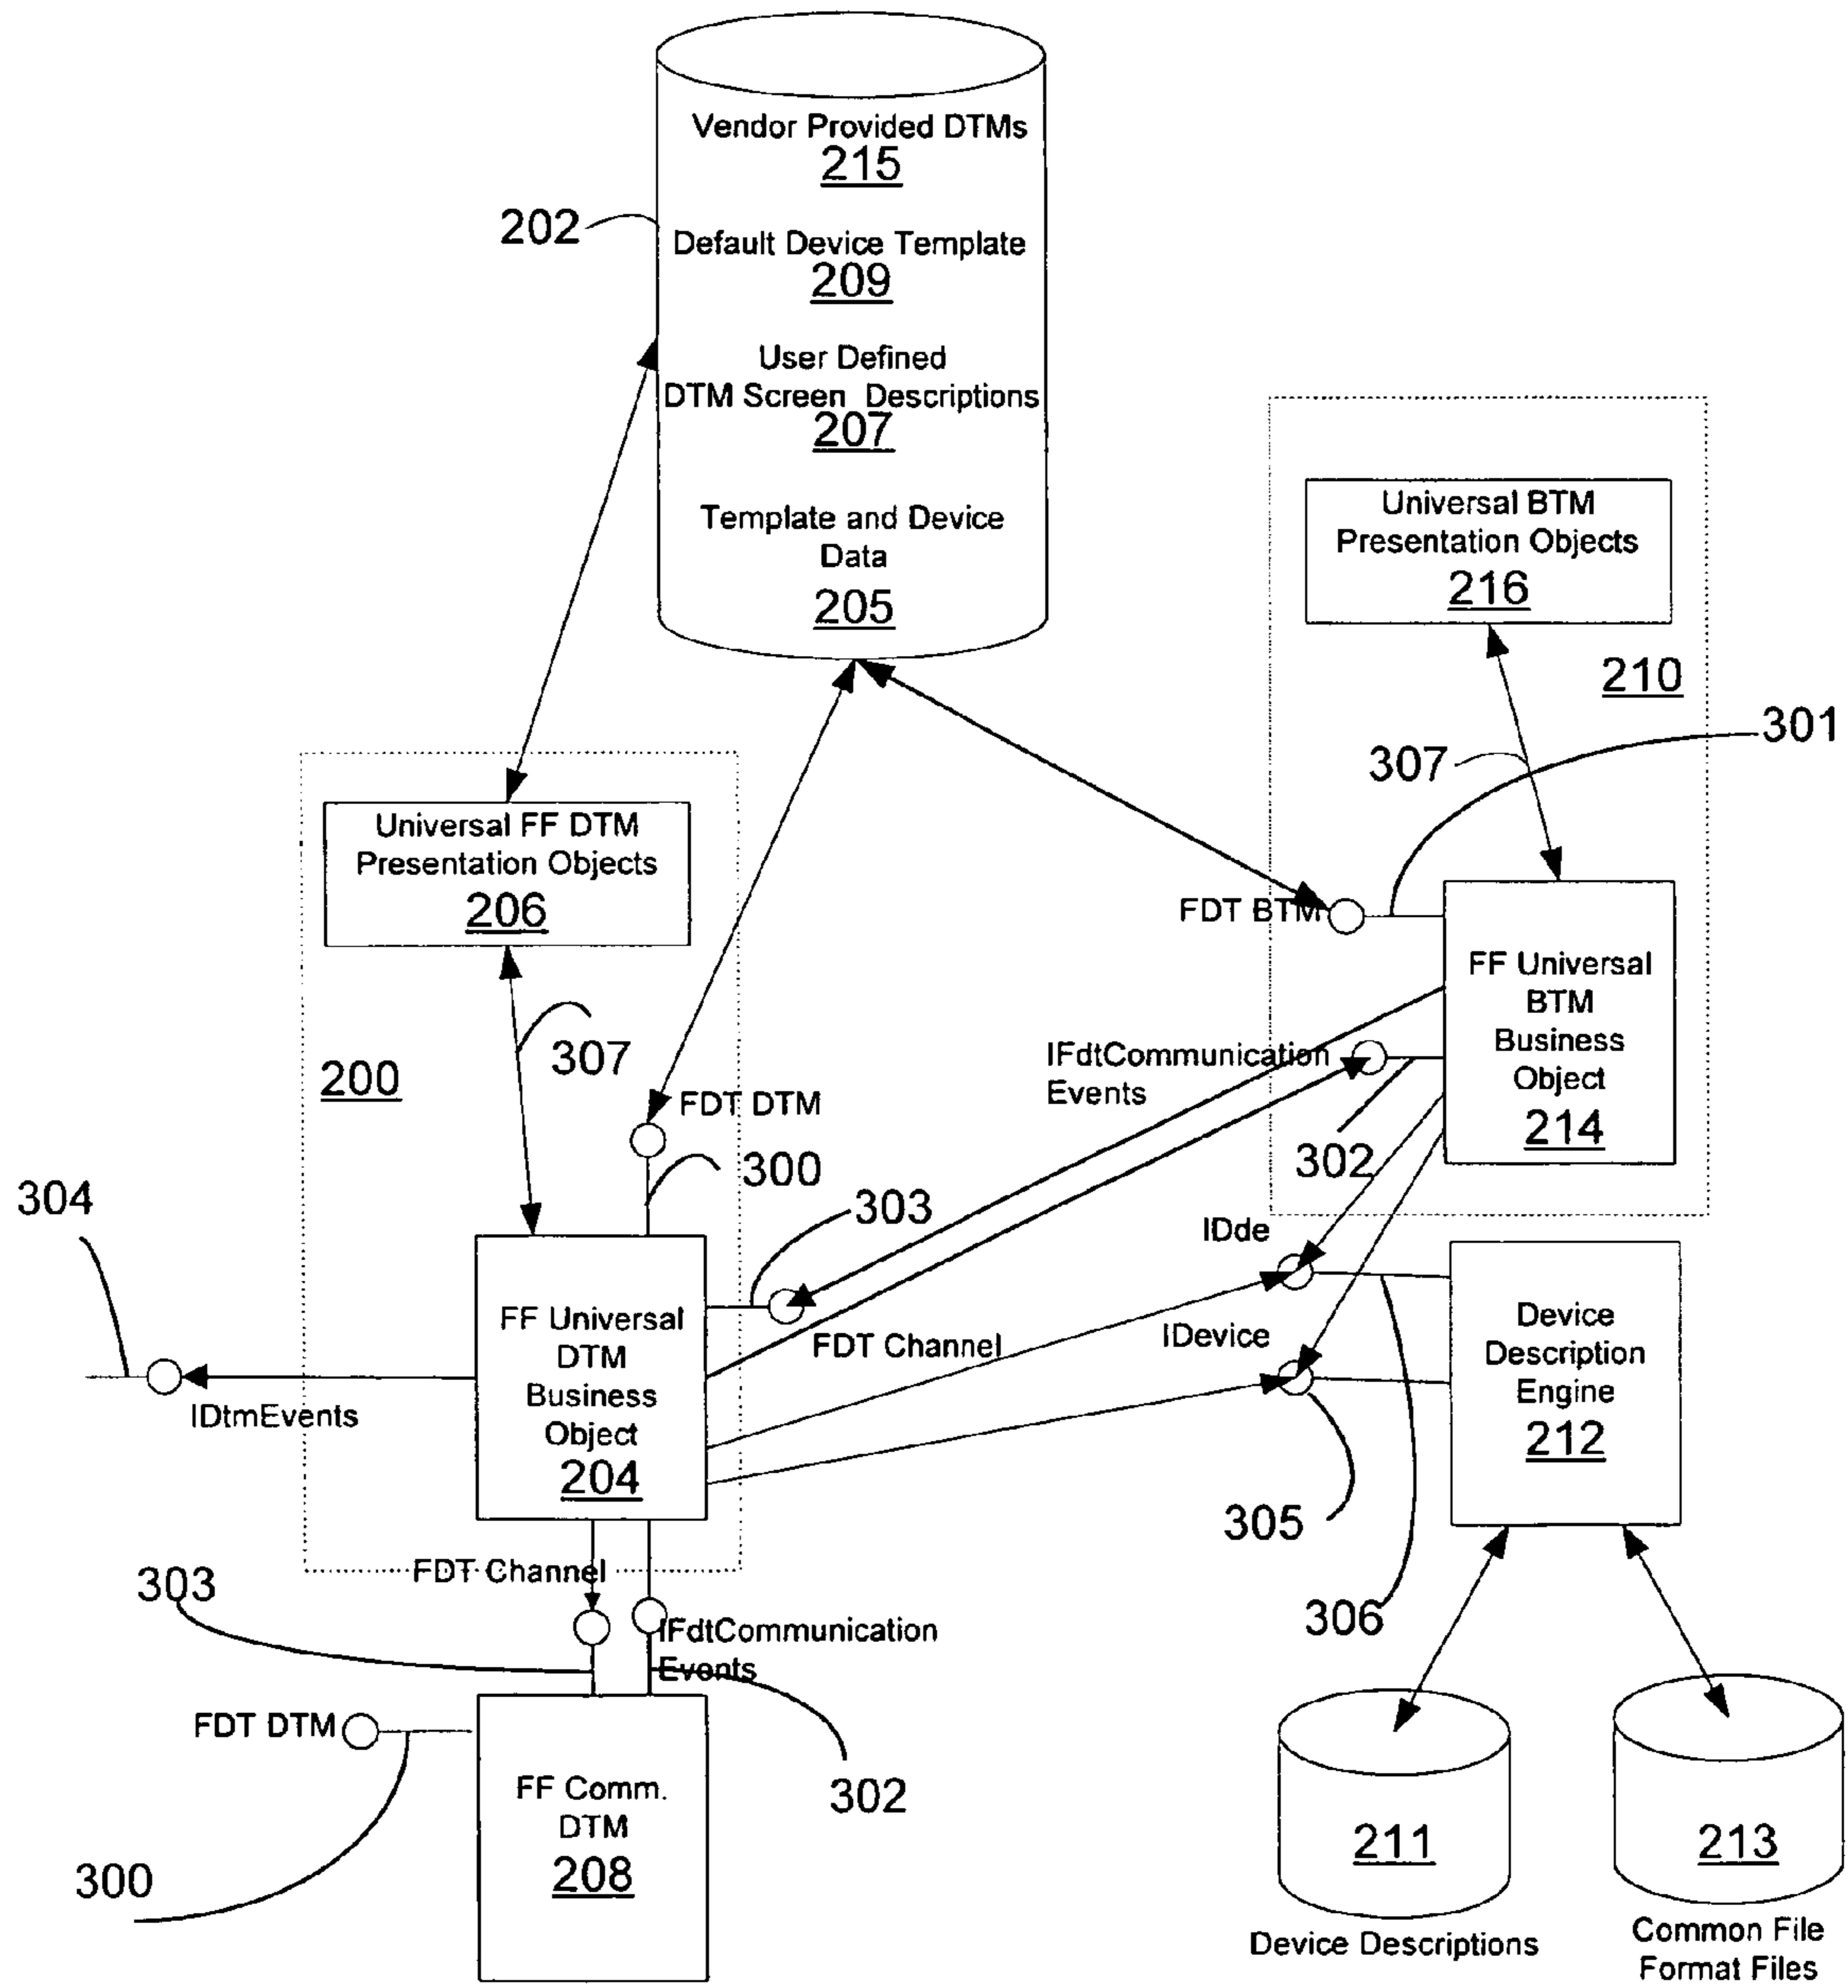 Vendor Provided DTMs
215
202
Default Device Template
209
User Defined
DTM Screen Descriptions
207
Template and Device
Data
205
Universal BTM
Presentation Objects
216
210
301
307
Universal FF DTM
Presentation Objects
206
FDT BTM
FF Universal
BTM
Business
Object
214
307
200
IFdtCommunication
Events
302
FDT DTM
300
303
304
IDde
FF Universal
DTM
Business
Object
204
FDT Channel
IDevice
Device
Description
Engine
212
IDtmEvents
305
306
FDT Channel
303
IFdtCommunication
Events
FDT DTM
302
FF Comm.
DTM
208
300
211
213
Device Descriptions
Common File
Format Files